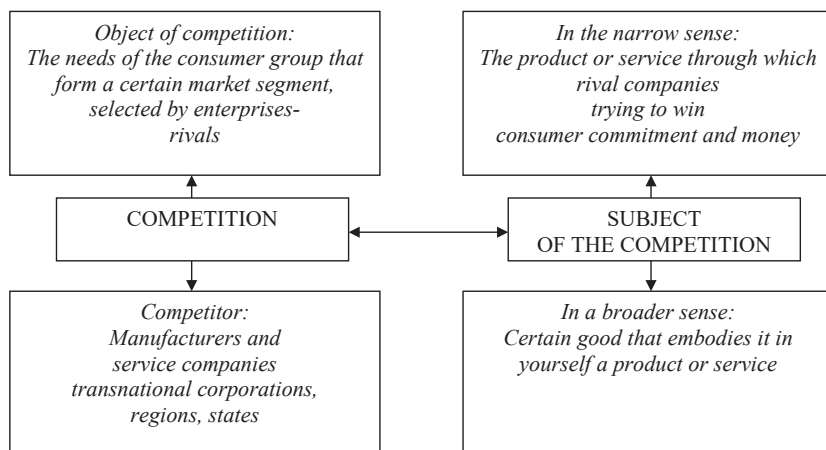 Object of competition:
The needs of the consumer group that
form a certain market segment,
selected by enterprises-
rivals
In the narrow sense:
The product or service through which
rival companies
trying to win
consumer commitment and money
COMPETITION
SUBJECT
OF THE COMPETITION
Competitor:
Manufacturers and
service companies
transnational corporations,
regions, states
In a broader sense:
Certain good that embodies it in
yourself a product or service